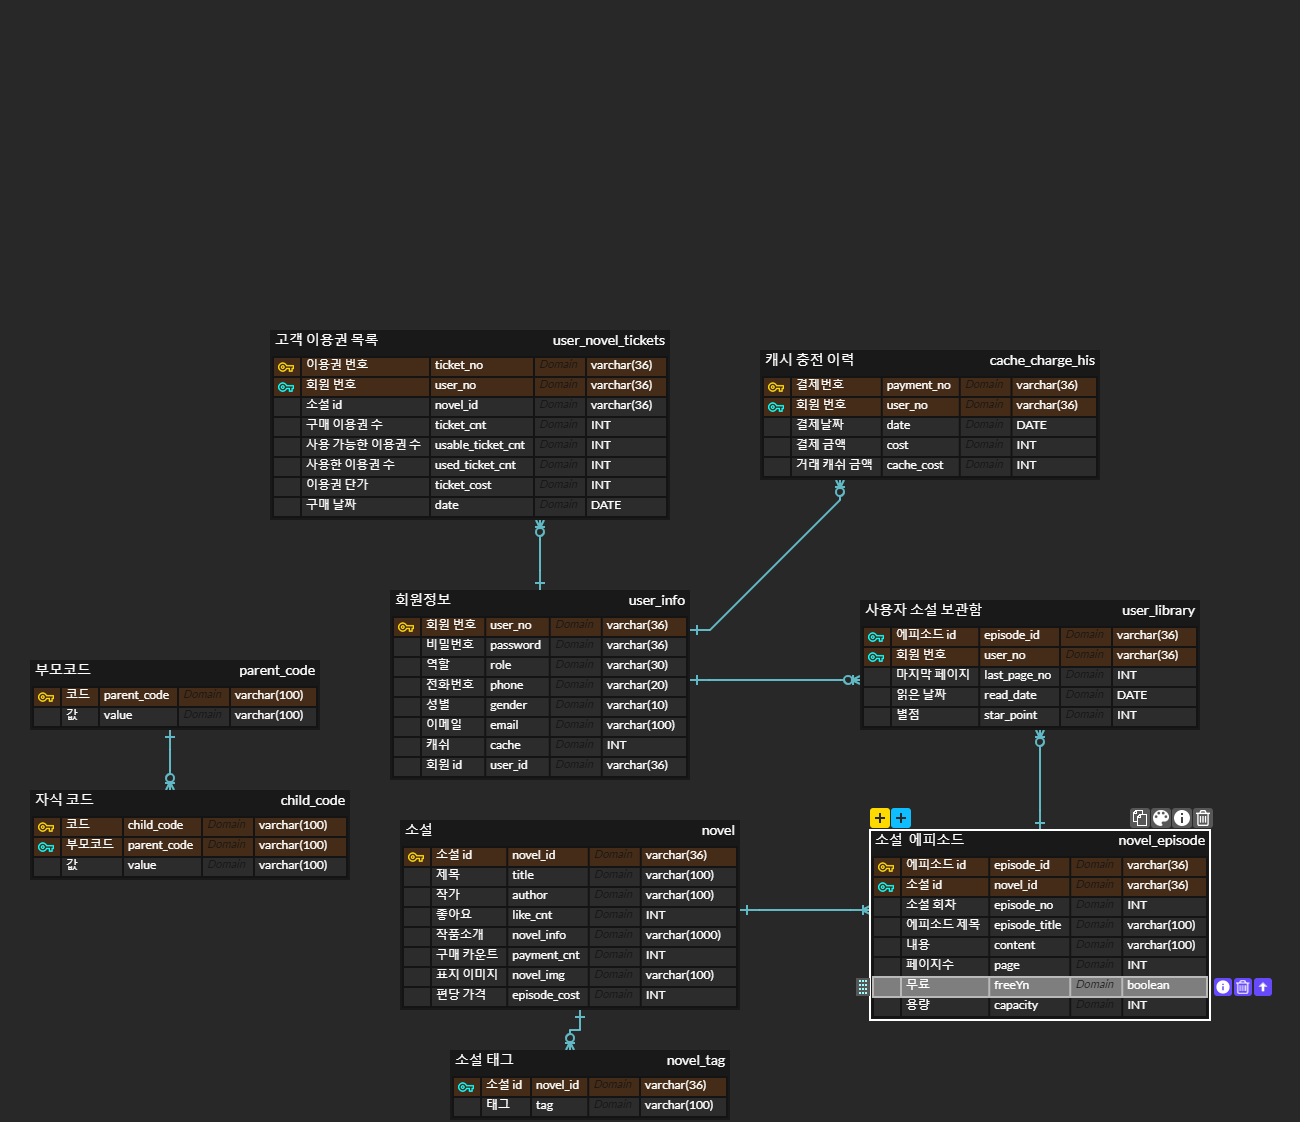 고객 이용권 목록 user_novel_tickets
이용권 번호 ticket_no Domain varchar(36)
회원 번호 user_no Domain varchar(36)
소설 id novel_id Domain varchar(36)
구매 이용권 수 ticket_cnt Domain INT
사용 가능한 이용권 수 usable_ticket_cnt Domain INT
사용한 이용권 수 used_ticket_cnt Domain INT
이용권 단가 ticket_cost Domain INT
구매 날짜 date Domain DATE
캐시 충전 이력 cache_charge_his
결제번호 payment_no Domain varchar(36)
회원 번호 user_no Domain varchar(36)
결제날짜 date Domain DATE
결제 금액 cost Domain INT
거래 캐쉬 금액 cache_cost Domain INT
회원정보 user_info
회원 번호 user_no Domain varchar(36)
비밀번호 password Domain varchar(36)
역할 role Domain varchar(30)
전화번호 phone Domain varchar(20)
성별 gender Domain varchar(10)
이메일 email Domain varchar(100)
캐쉬 cache Domain INT
회원 id user_id Domain varchar(36)
사용자 소설 보관함 user_library
에피소드 id episode_id Domain varchar(36)
회원 번호 user_no Domain varchar(36)
마지막 페이지 last_page_no Domain INT
읽은 날짜 read_date Domain DATE
별점 star_point Domain INT
부모코드 parent_code
코드 parent_code Domain varchar(100)
값 value Domain varchar(100)
자식 코드 child_code
코드 child_code Domain varchar(100)
부모코드 parent_code Domain varchar(100)
값 value Domain varchar(100)
소설 novel
소설 id novel_id Domain varchar(36)
제목 title Domain varchar(100)
작가 author Domain varchar(100)
좋아요 like_cnt Domain INT
작품소개 novel_info Domain varchar(1000)
구매 카운트 payment_cnt Domain INT
표지 이미지 novel_img Domain varchar(100)
편당 가격 episode_cost Domain INT
소설 에피소드 novel_episode
에피소드 id episode_id Domain varchar(36)
소설 id novel_id Domain varchar(36)
소설 회차 episode_no Domain INT
에피소드 제목 episode_title Domain varchar(100)
내용 content Domain varchar(100)
페이지수 page Domain INT
무료 freeYn Domain boolean
용량 capacity Domain INT
소설 태그 novel_tag
소설 id novel_id Domain varchar(36)
태그 tag Domain varchar(100)